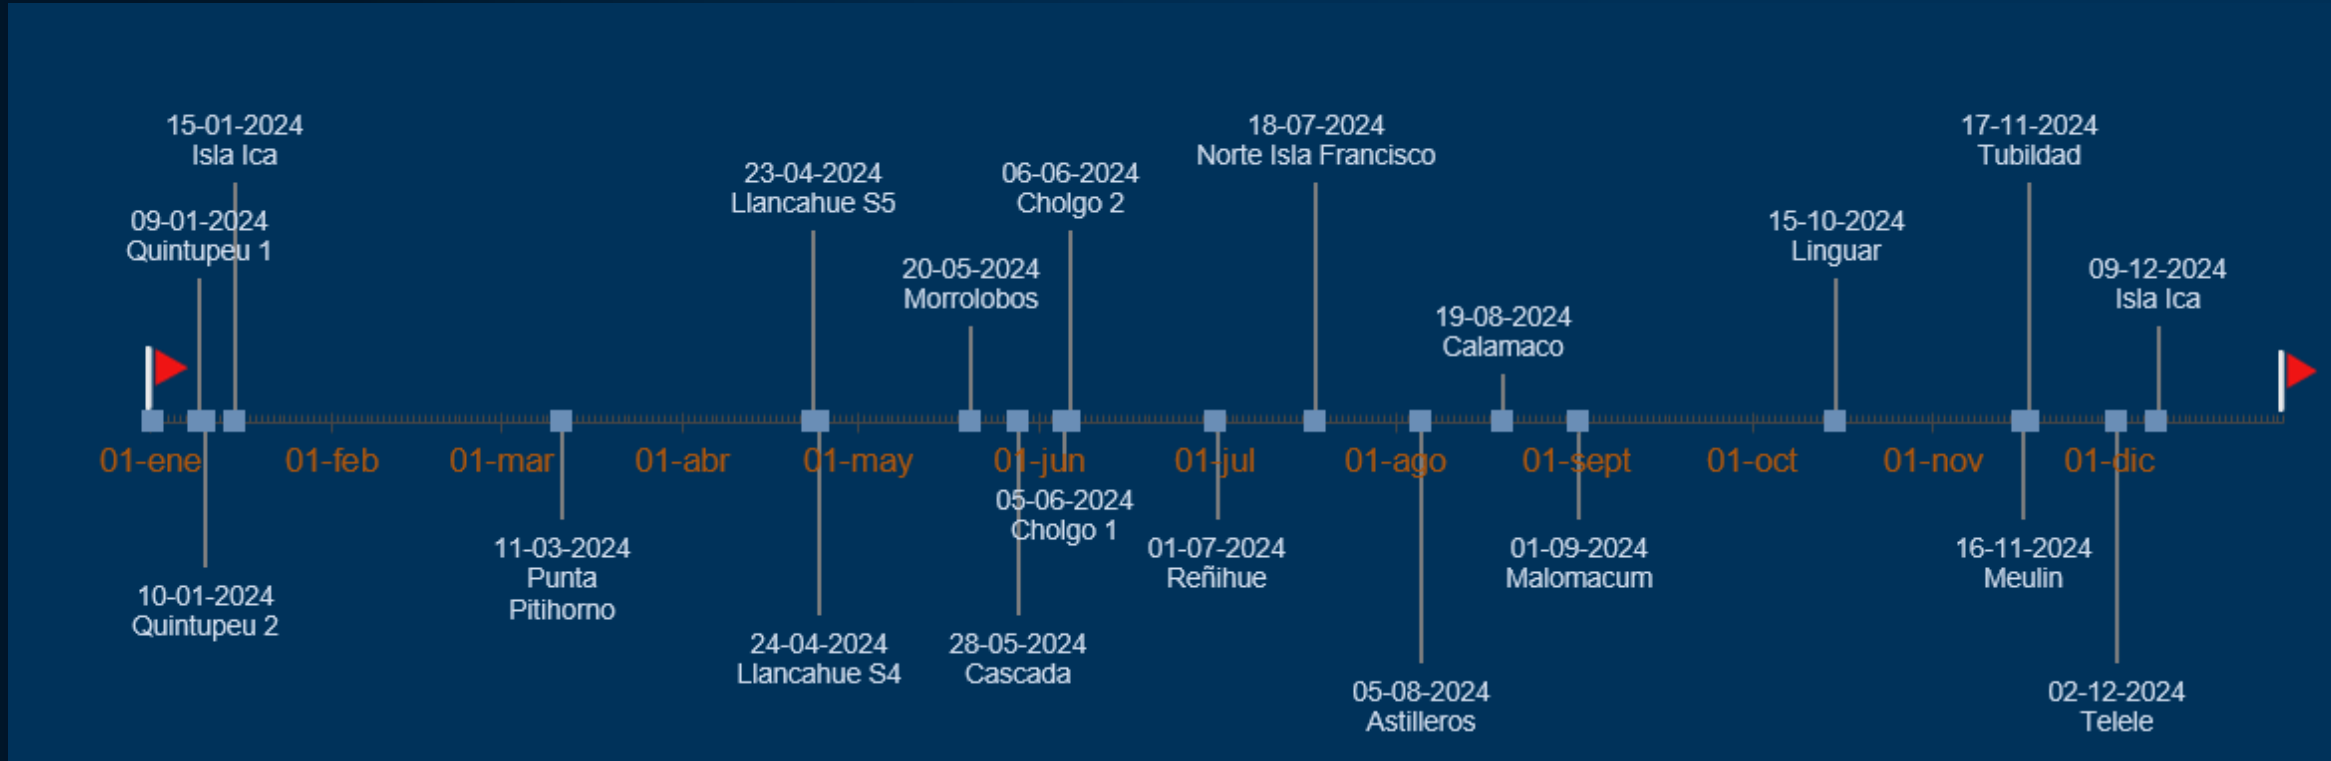 15-01-2024
Isla Ica
18-07-2024
Norte Isla Francisco
17-11-2024
Tubildad
23-04-2024
Llancahue S5
06-06-2024
Cholgo 2
09-01-2024
Quintupeu 1
15-10-2024
Linguar
20-05-2024
Morrolobos
09-12-2024
Isla Ica
19-08-2024
Calamaco
01-ene
01-feb
01-mar
01-abr
01-may
01-jun
01-jul
01-ago
01-sept
01-oct
01-nov
01-dic
05-06-2024
Cholgo 1
11-03-2024
Punta
Pitihorno
01-07-2024
Reñihue
01-09-2024
Malomacum
16-11-2024
Meulin
10-01-2024
Quintupeu 2
24-04-2024
Llancahue S4
28-05-2024
Cascada
05-08-2024
Astilleros
02-12-2024
Telele